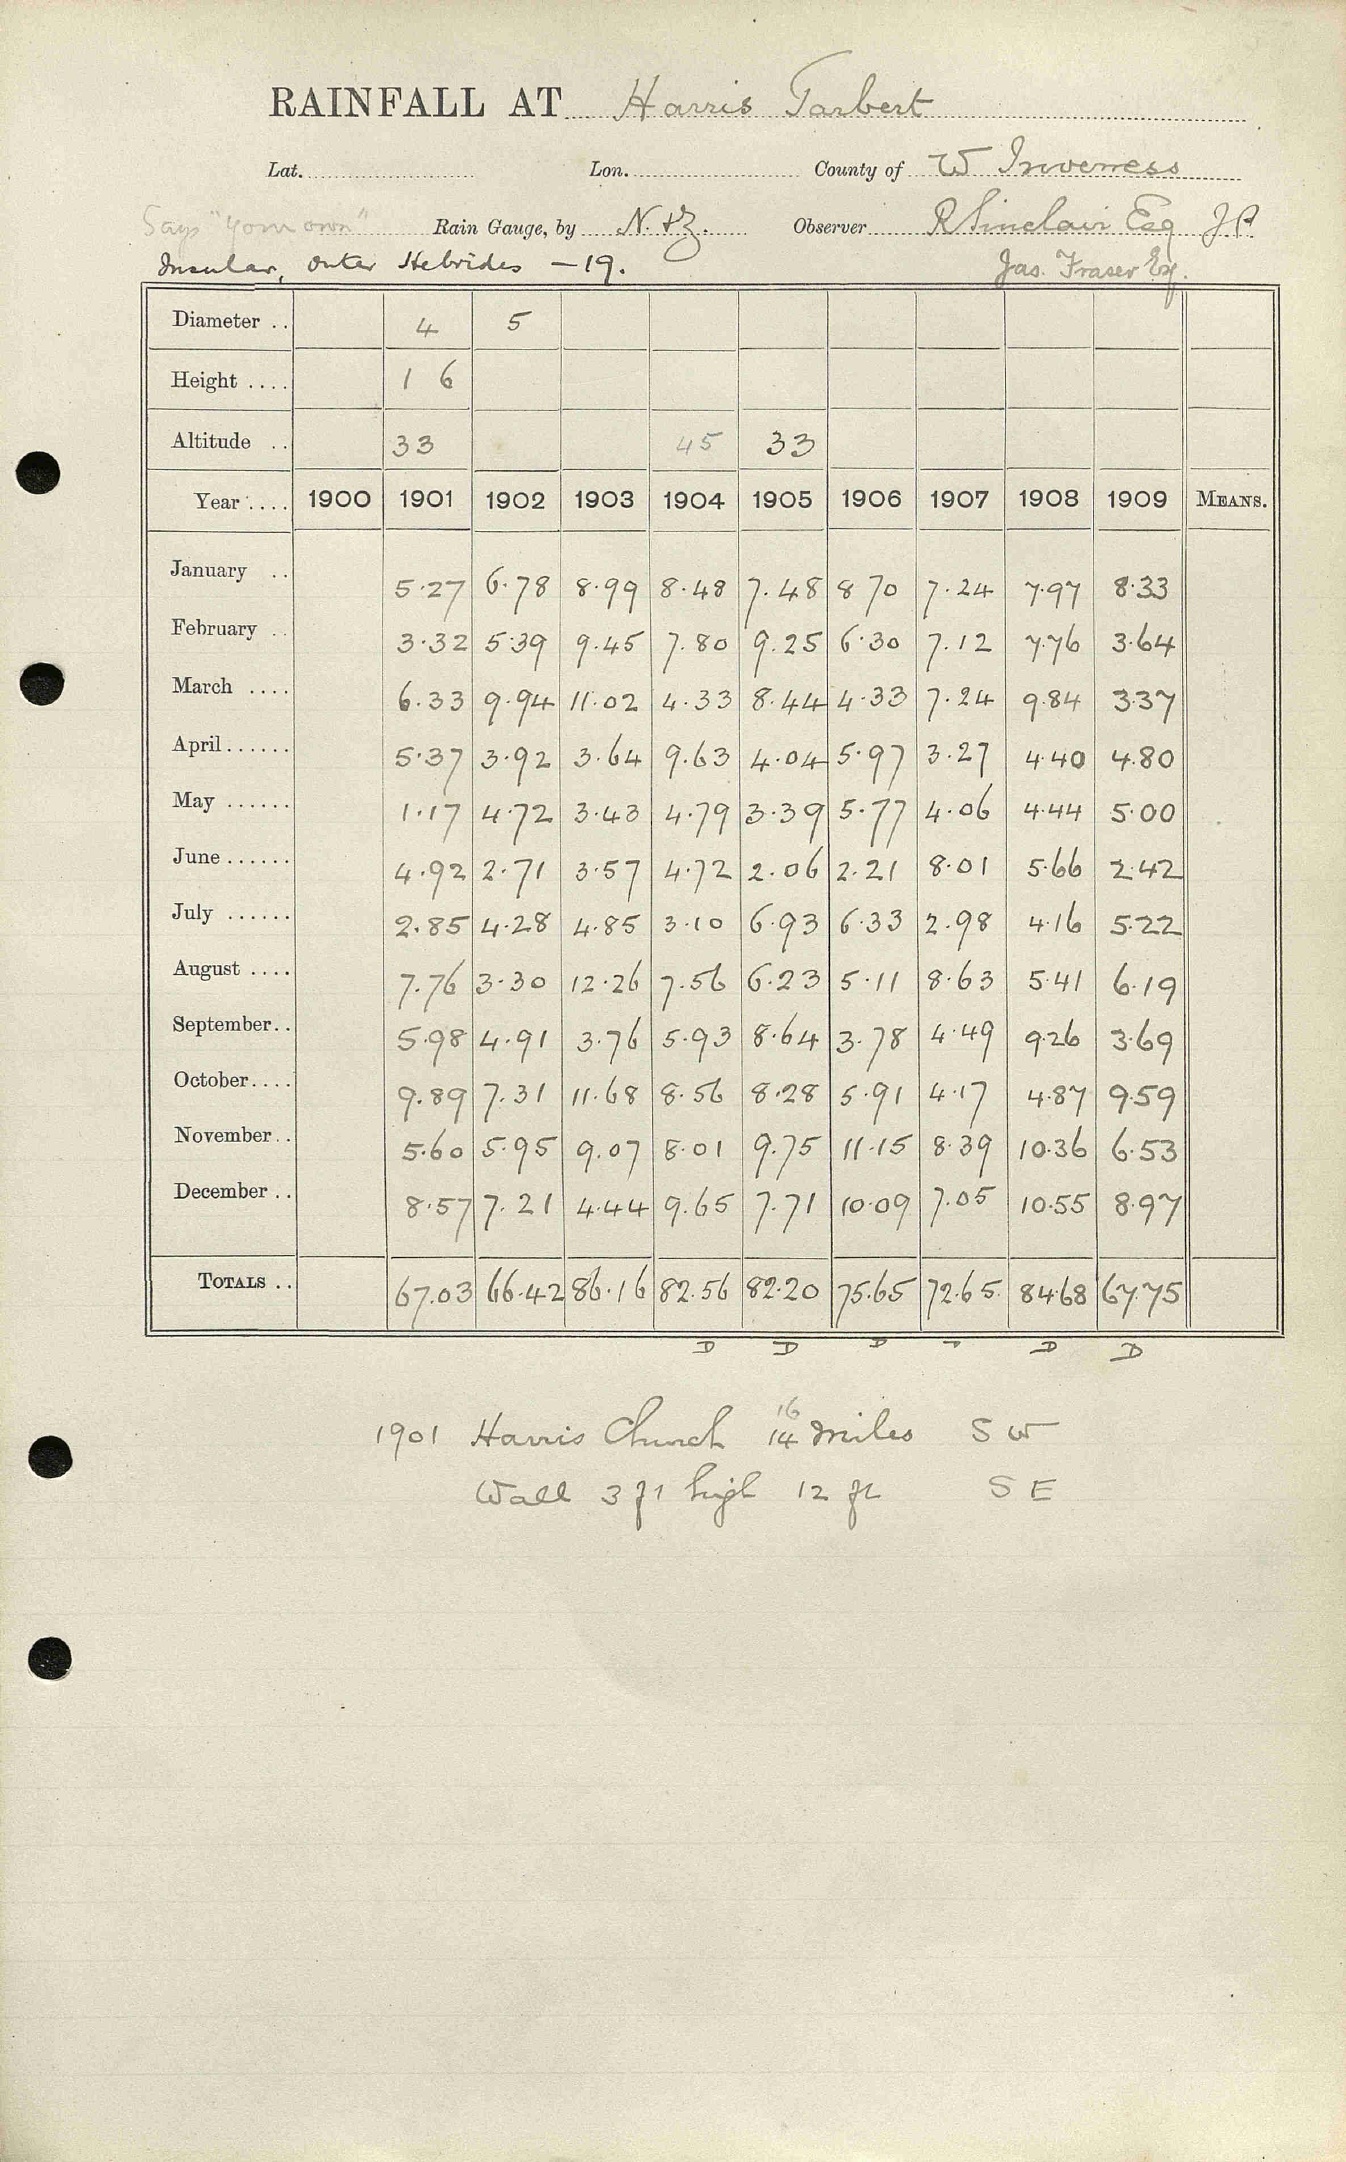 RAINFALL AT Harris Tarbert
Lat. Lon. County of W Inverness
Says "your own" Rain Gauge, by N. & Z. Observer R Sinclair Esq J P.
Insular, Outer Hebrides — 19. Jas. Fraser Esq.
Diameter .. 4 5
Height .... 1 6
Altitude .. 33 45 33
Year .... 1900 1901 1902 1903 1904 1905 1906 1907 1908 1909 MEANS.
January .. 5.27 6.78 8.99 8.48 7.48 8 70 7.24 7.97 8.33
February .. 3.32 5.39 9.45 7.80 9.25 6.30 7.12 7.76 3.64
March .... 6.33 9.94 11.02 4.33 8.44 4.33 7.24 9.84 3.37
April...... 5.37 3.92 3.64 9.63 4.04 5.97 3.27 4.40 4.80
May ...... 1.17 4.72 3.43 4.79 3.39 5.77 4.06 4.44 5.00
June...... 4.92 2.71 3.57 4.72 2.06 2.21 8.01 5.66 2.42
July ...... 2.85 4.28 4.85 3.10 6.93 6.33 2.98 4.16 5.22
August .... 7.76 3.30 12.26 7.56 6.23 5.11 8.63 5.41 6.19
September.. 5.98 4.91 3.76 5.93 8.64 3.78 4.49 9.26 3.69
October.... 9.89 7.31 11.68 8.56 8.28 5.91 4.17 4.87 9.59
November.. 5.60 5.95 9.07 8.01 9.75 11.15 8.39 10.36 6.53
December .. 8.57 7.21 4.44 9.65 7.71 10.09 7.05 10.55 8.97
TOTALS .. 67.03 66.42 86.16 82.56 82.20 75.65 72.65 84.68 67.75
D D D D D
1901 Harris Church 14 miles S W
16
Wall 3 ft high 12 ft S E